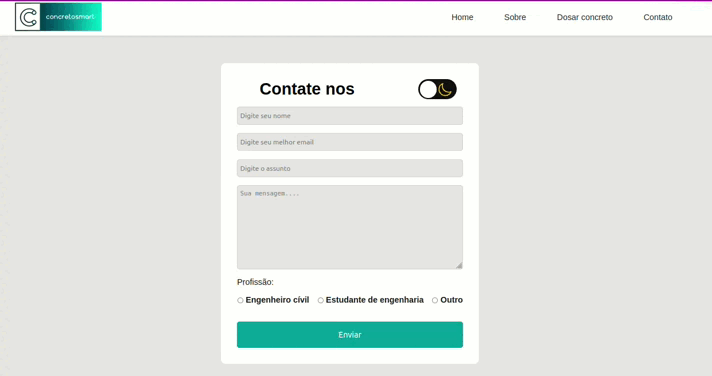 concretosmart
Home Sobre Dosar concreto Contato
Contate nos
Digite seu nome
Digite seu melhor email
Digite o assunto
Sua mensagem....
Profissão:
Engenheiro cívil Estudante de engenharia Outro
Enviar